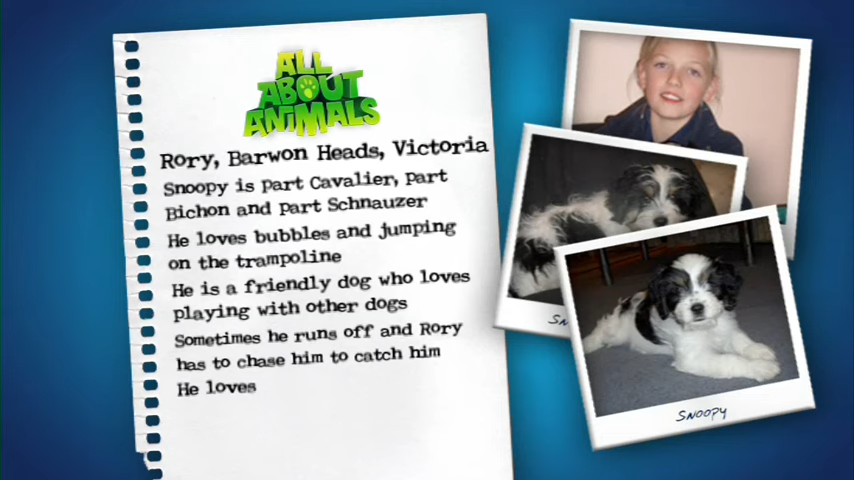 ALL
ABOUT
ANIMALS
Rory, Barwon Heads, Victoria
Snoopy is part Cavalier, part
Bichon and part Schnauzer
He loves bubbles and jumping
on the trampoline
He is a friendly dog who loves
playing with other dogs
Sometimes he runs off and Rory
has to chase him to catch him
He loves
SN
SNOOPY